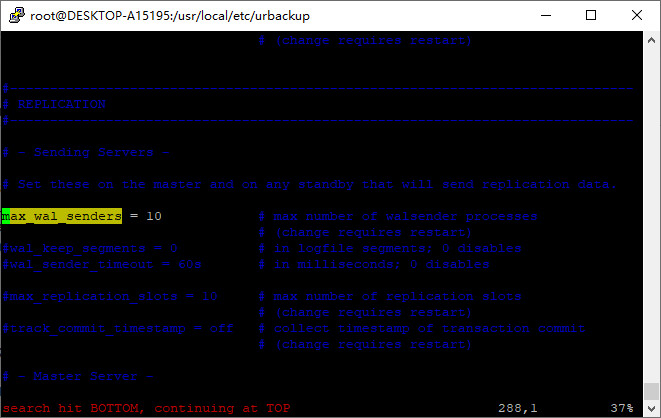 root@DESKTOP-A15195:/usr/local/etc/urbackup
# (change requires restart)
#------------------------------------------------------------------------------
# REPLICATION
#------------------------------------------------------------------------------
# - Sending Servers -
# Set these on the master and on any standby that will send replication data.
max_wal_senders = 10 # max number of walsender processes
# (change requires restart)
#wal_keep_segments = 0 # in logfile segments; 0 disables
#wal_sender_timeout = 60s # in milliseconds; 0 disables
#max_replication_slots = 10 # max number of replication slots
# (change requires restart)
#track_commit_timestamp = off # collect timestamp of transaction commit
# (change requires restart)
# - Master Server -
search hit BOTTOM, continuing at TOP 288,1 37%